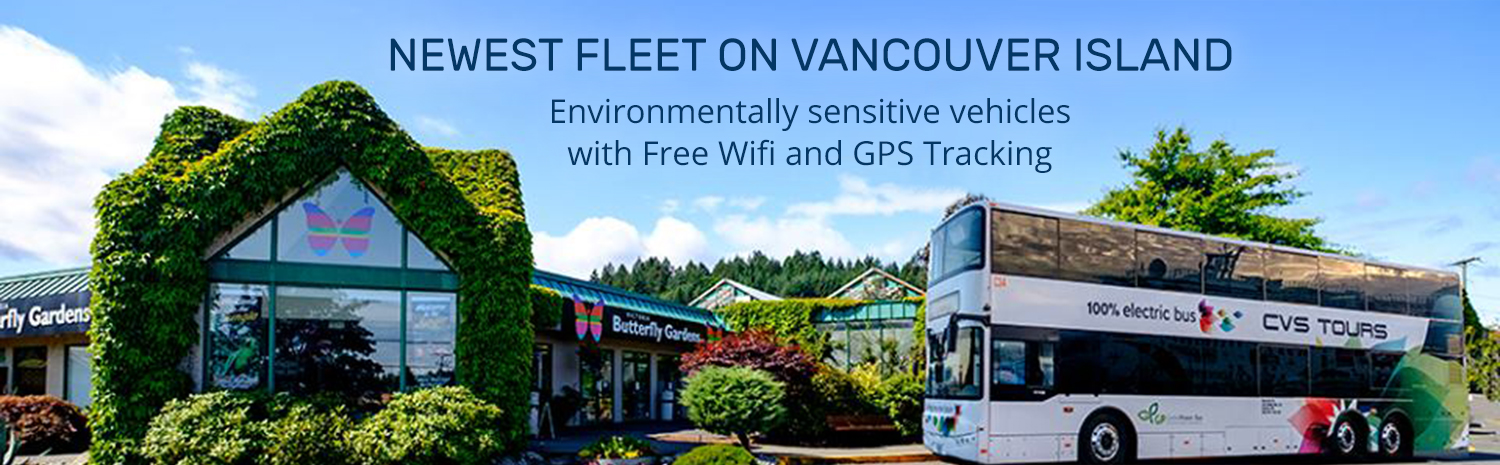 NEWEST FLEET ON VANCOUVER ISLAND
Environmentally sensitive vehicles
with Free Wifi and GPS Tracking
rfly Gardens
VICTORIA
Butterfly Gardens
100% electric bus
CVS TOURS